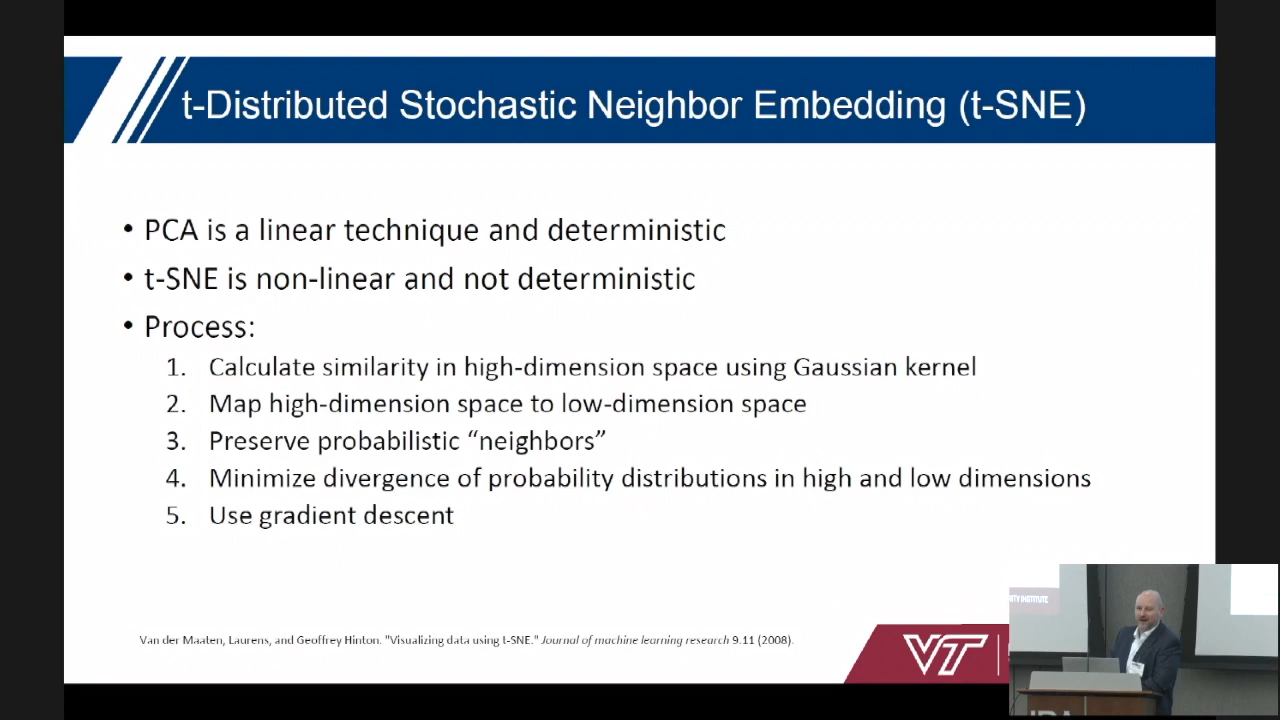 t-Distributed Stochastic Neighbor Embedding (t-SNE)
• PCA is a linear technique and deterministic
• t-SNE is non-linear and not deterministic
• Process:
1. Calculate similarity in high-dimension space using Gaussian kernel
2. Map high-dimension space to low-dimension space
3. Preserve probabilistic “neighbors”
4. Minimize divergence of probability distributions in high and low dimensions
5. Use gradient descent
Van der Maaten, Laurens, and Geoffrey Hinton. "Visualizing data using t-SNE." Journal of machine learning research 9.11 (2008).
VT
INSTITUTE